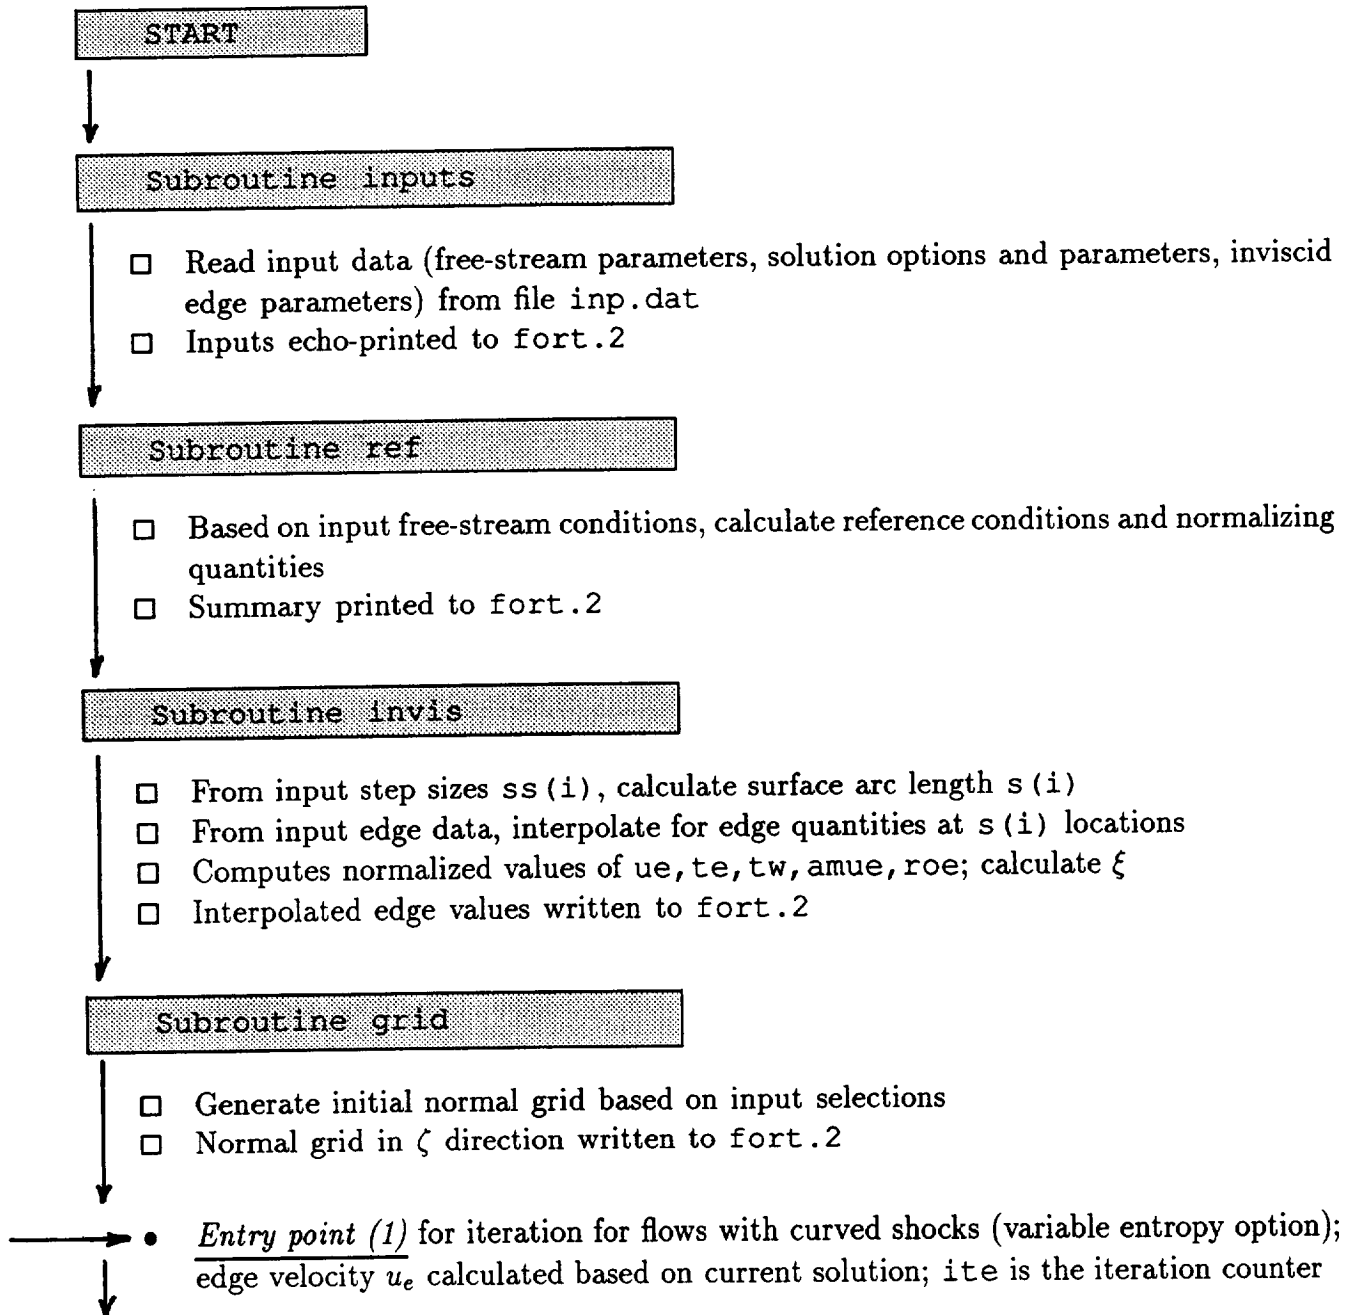 START
Subroutine inputs
□ Read input data (free-stream parameters, solution options and parameters, inviscid
edge parameters) from file inp.dat
□ Inputs echo-printed to fort.2
Subroutine ref
□ Based on input free-stream conditions, calculate reference conditions and normalizing
quantities
□ Summary printed to fort.2
Subroutine invis
□ From input step sizes ss(i), calculate surface arc length s(i)
□ From input edge data, interpolate for edge quantities at s(i) locations
□ Computes normalized values of ue,te,tw,amue,roe; calculate ξ
□ Interpolated edge values written to fort.2
Subroutine grid
□ Generate initial normal grid based on input selections
□ Normal grid in ζ direction written to fort.2
• Entry point (1) for iteration for flows with curved shocks (variable entropy option);
edge velocity uₑ calculated based on current solution; ite is the iteration counter